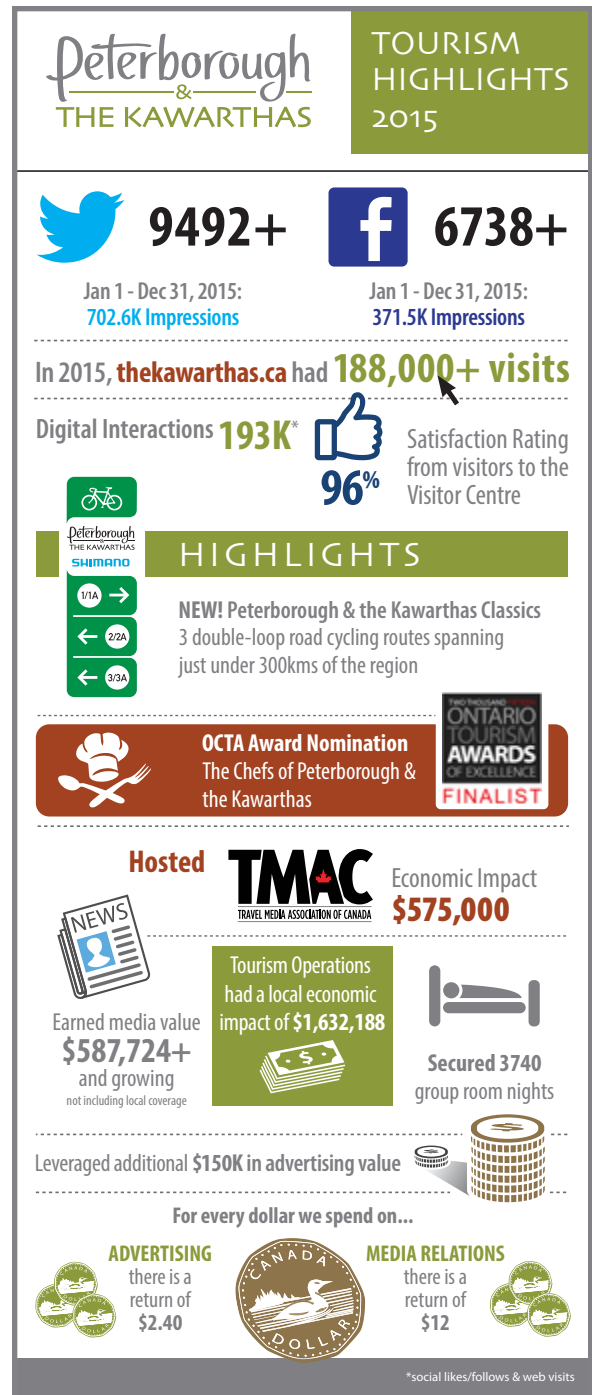 Peterborough
&
THE KAWARTHAS
TOURISM
HIGHLIGHTS
2015
9492+
Jan 1 - Dec 31, 2015:
702.6K Impressions
f
6738+
Jan 1 - Dec 31, 2015:
371.5K Impressions
In 2015, thekawarthas.ca had 188,000+ visits
Digital Interactions 193K*
96%
Satisfaction Rating
from visitors to the
Visitor Centre
Peterborough
& THE KAWARTHAS
SHIMANO
1/1A
2/2A
3/3A
HIGHLIGHTS
NEW! Peterborough & the Kawarthas Classics
3 double-loop road cycling routes spanning
just under 300kms of the region
OCTA Award Nomination
The Chefs of Peterborough &
the Kawarthas
TWO THOUSAND
ONTARIO
TOURISM
AWARDS
OF EXCELLENCE
FINALIST
Hosted
TMAC
TRAVEL MEDIA ASSOCIATION OF CANADA
Economic Impact
$575,000
NEWS
Earned media value
$587,724+
and growing
not including local coverage
Tourism Operations
had a local economic
impact of $1,632,188
$
Secured 3740
group room nights
Leveraged additional $150K in advertising value
For every dollar we spend on...
ADVERTISING
there is a
return of
$2.40
CANADA
DOLLAR
MEDIA RELATIONS
there is a
return of
$12
CANADA
DOLLAR
CANADA
DOLLAR
*social likes/follows & web visits